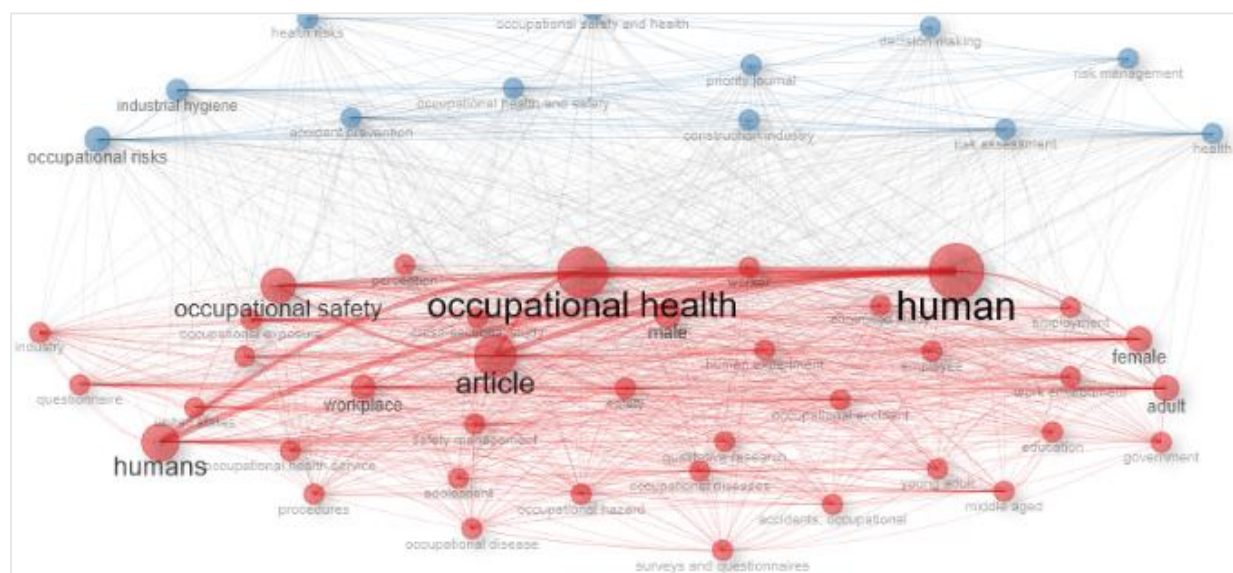 occupational safety and health
health risks
decision making
priority journal
risk management
industrial hygiene
occupational health and safety
accident prevention
construction industry
risk assessment
health
occupational risks
perception
worker
occupational safety
occupational health
human
occupational exposure
male
employment
industry
human experiment
employee
female
article
questionnaire
workplace
work environment
adult
united states
occupational accident
safety management
humans
occupational health service
qualitative research
education
government
occupational diseases
young adult
procedures
occupational hazard
accidents, occupational
middle aged
occupational disease
surveys and questionnaires